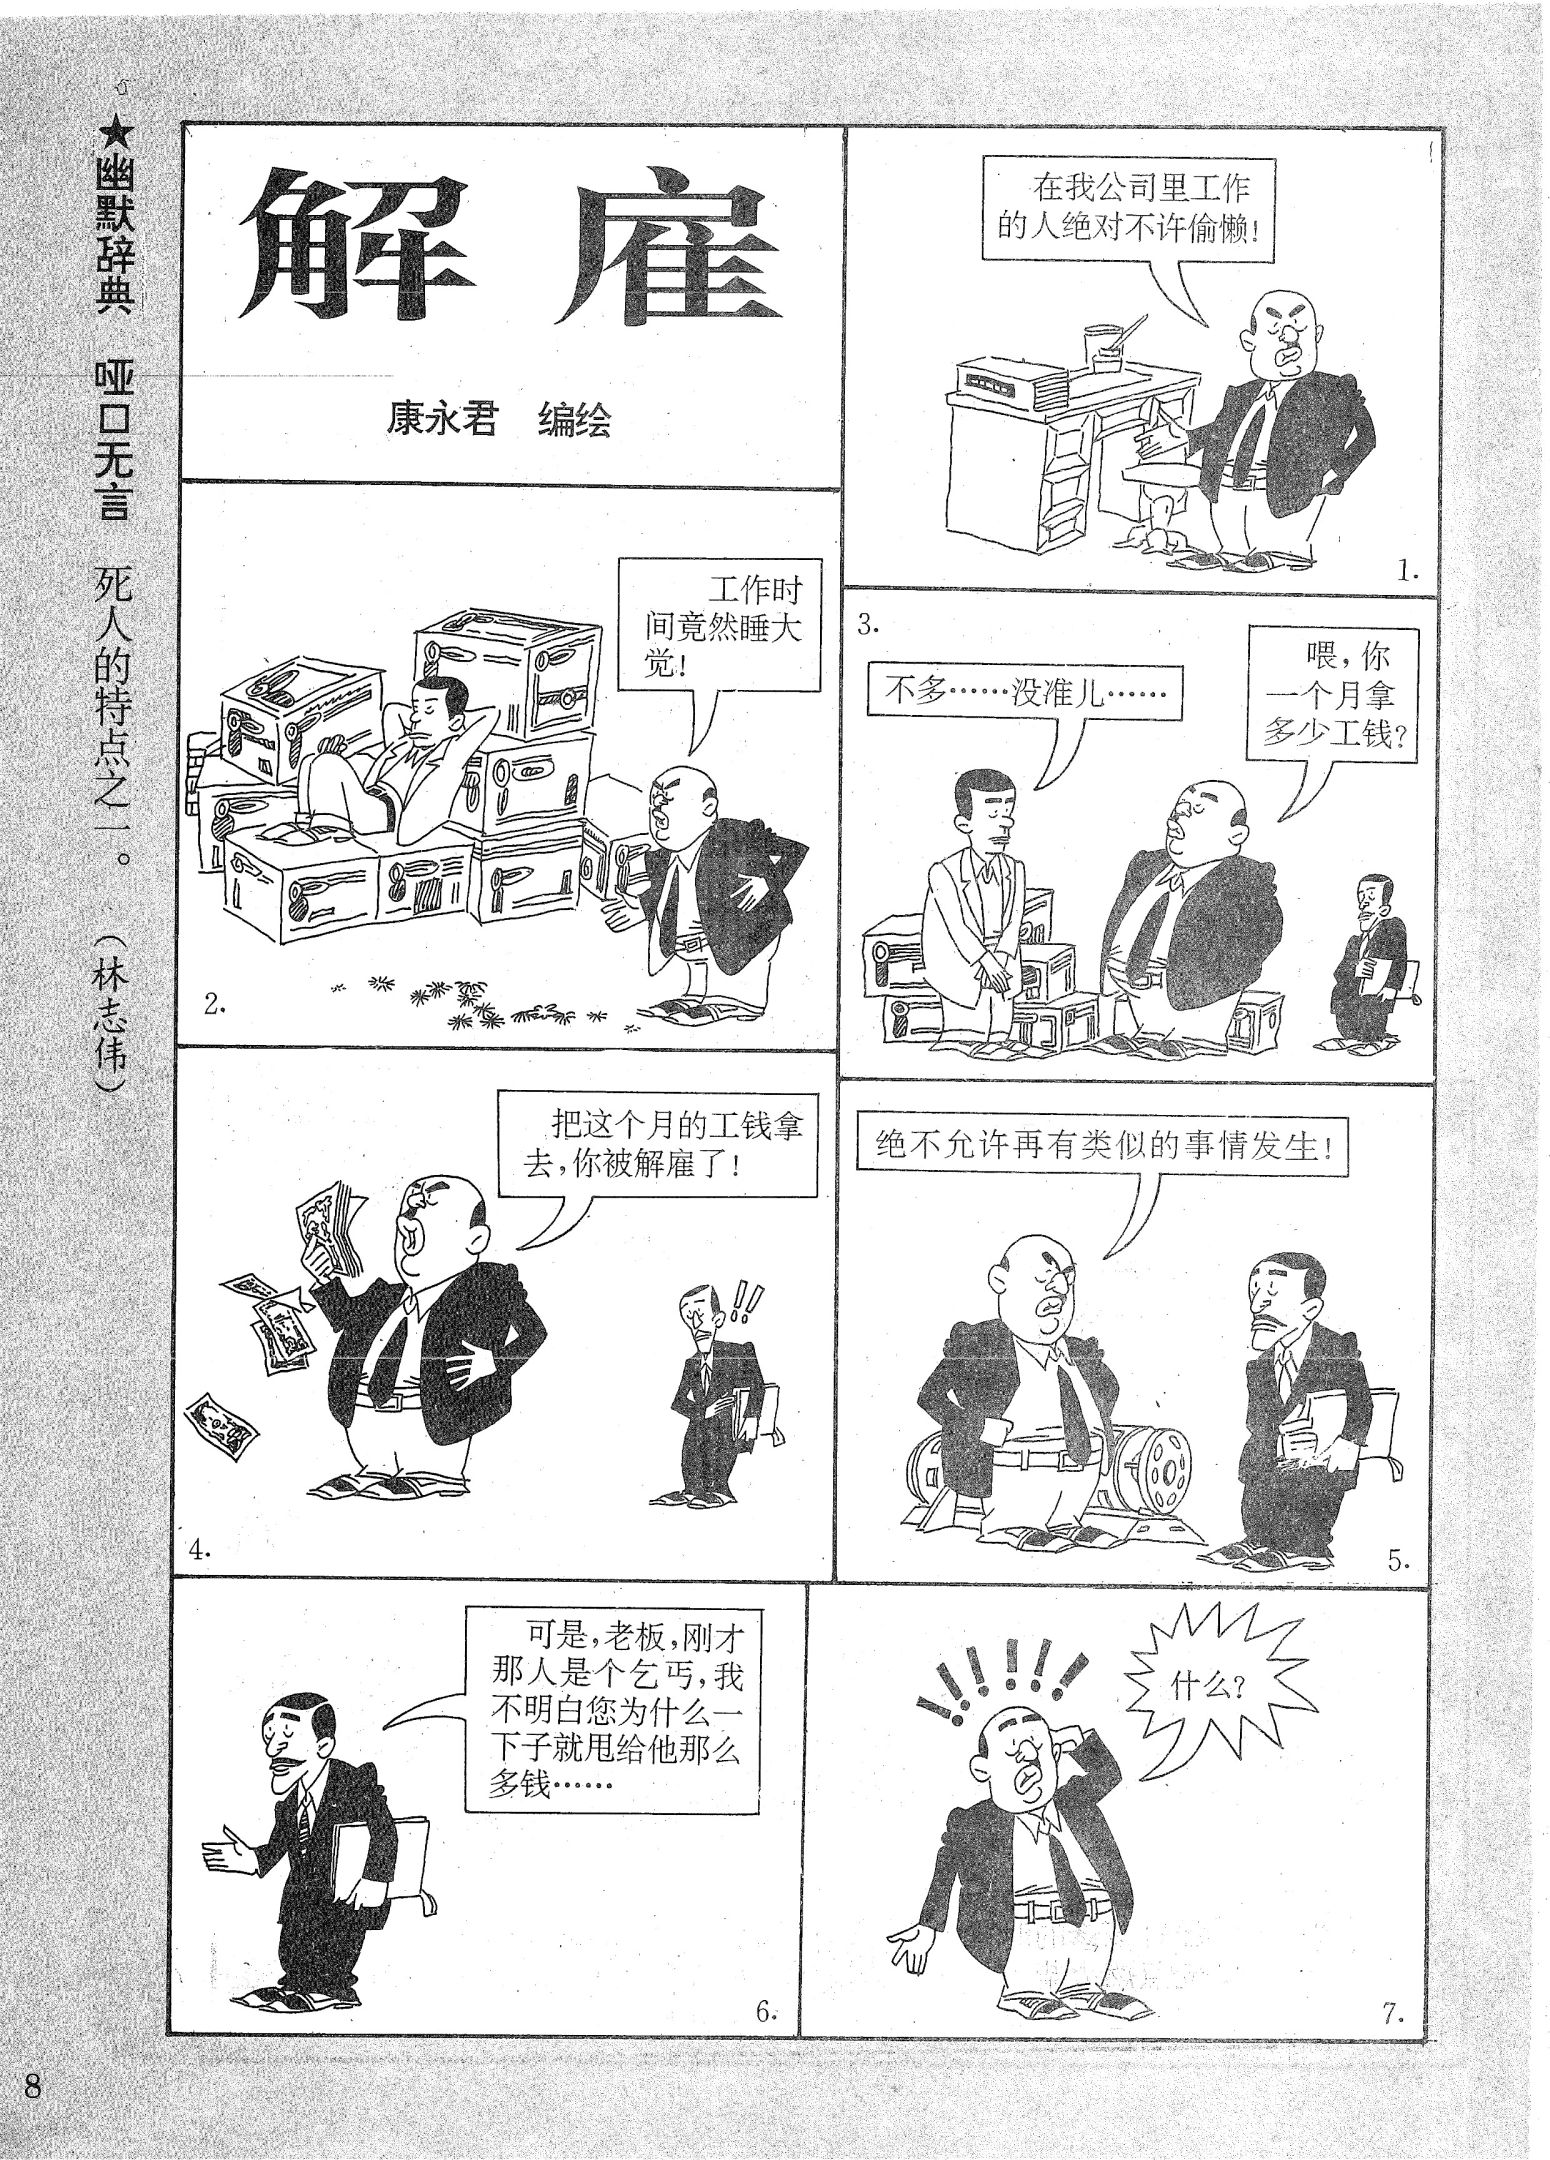 ★幽默辞典 哑口无言 死人的特点之一。（林志伟）
解雇
康永君 编绘
在我公司里工作
的人绝对不许偷懒！
1.
工作时
间竟然睡大
觉！
2.
3.
喂，你
一个月拿
多少工钱？
不多……没准儿……
把这个月的工钱拿
去，你被解雇了！
!!
4.
绝不允许再有类似的事情发生！
5.
可是，老板，刚才
那人是个乞丐，我
不明白您为什么一
下子就甩给他那么
多钱……
6.
!!!!!
什么？
7.
8